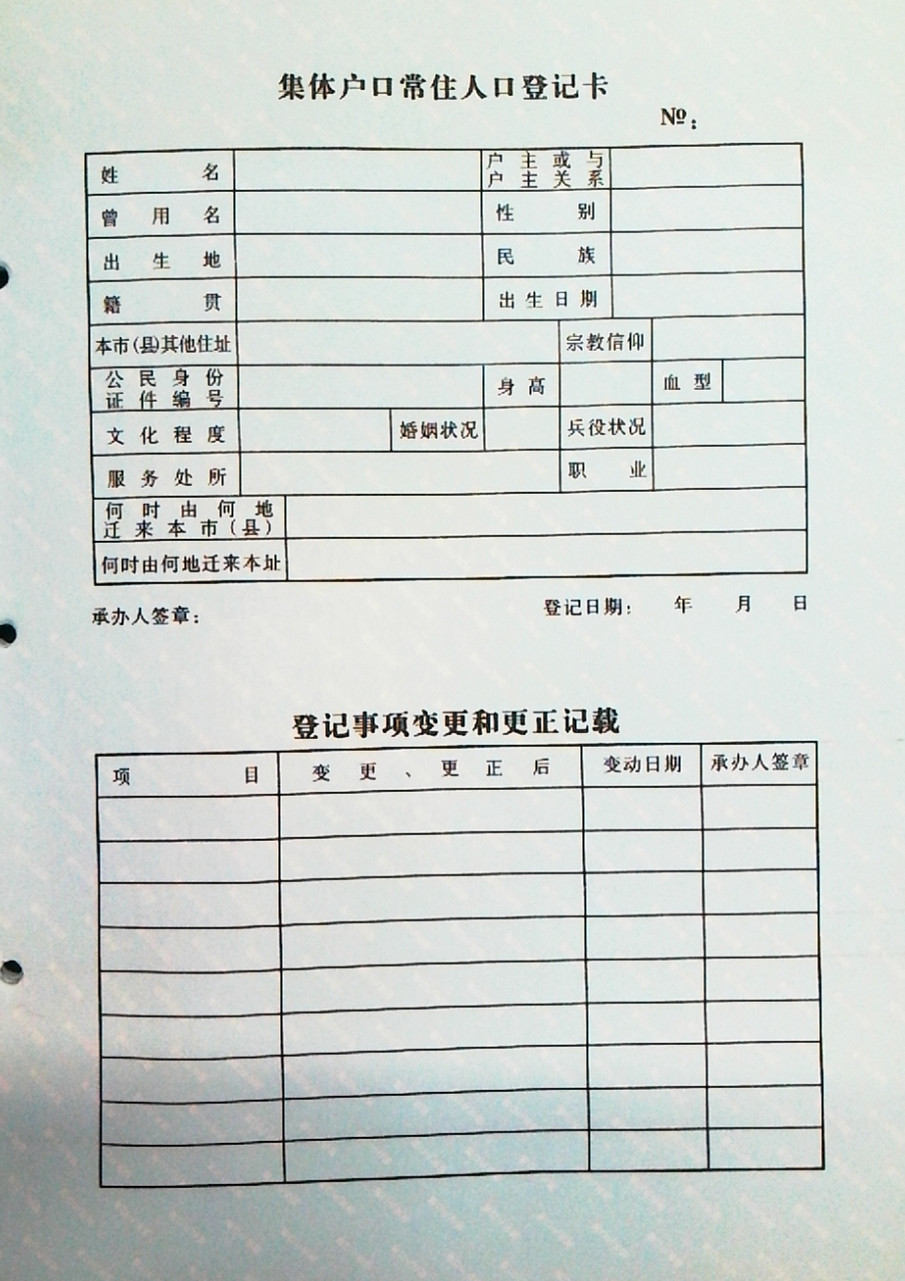 集体户口常住人口登记卡
№：
姓名 户主或与户主关系
曾用名 性别
出生地 民族
籍贯 出生日期
本市(县)其他住址 宗教信仰
公民身份证件编号 身高 血型
文化程度 婚姻状况 兵役状况
服务处所 职业
何时由何地迁来本市(县)
何时由何地迁来本址
承办人签章： 登记日期： 年 月 日
登记事项变更和更正记载
项目 变更、更正后 变动日期 承办人签章